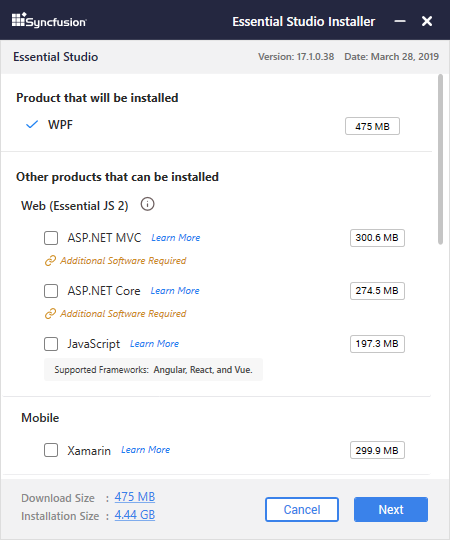 Syncfusion Essential Studio Installer
Essential Studio Version: 17.1.0.38 Date: March 28, 2019
Product that will be installed
WPF 475 MB
Other products that can be installed
Web (Essential JS 2)
ASP.NET MVC Learn More 300.6 MB
Additional Software Required
ASP.NET Core Learn More 274.5 MB
Additional Software Required
JavaScript Learn More 197.3 MB
Supported Frameworks: Angular, React, and Vue.
Mobile
Xamarin Learn More 299.9 MB
Download Size : 475 MB
Installation Size : 4.44 GB
Cancel Next